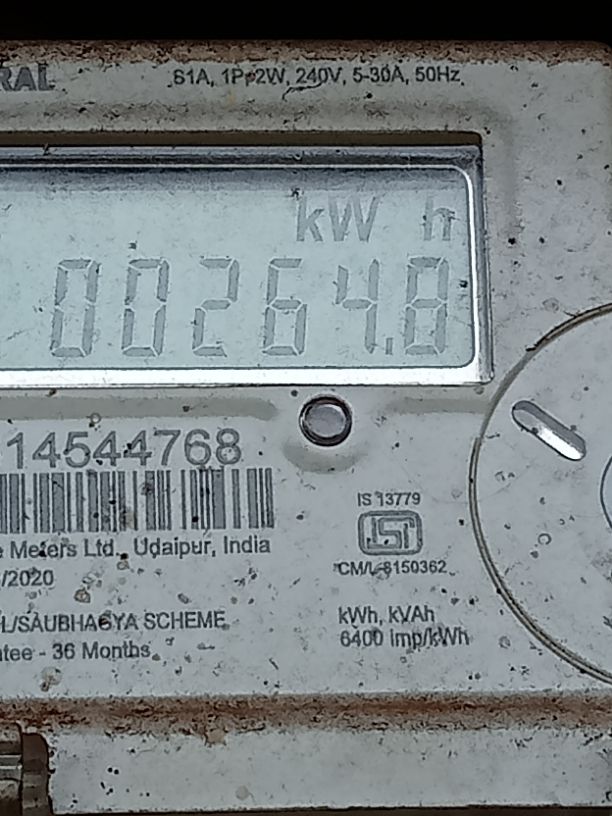 RAL
S1A, 1P, 2W, 240V, 5-30A, 50Hz
kW h
00264.8
14544768
IS 13779
ISI
e Meters Ltd., Udaipur, India
CM/L-8150362
/2020
L/SAUBHAGYA SCHEME
kWh, kVAh
6400 imp/kWh
ntee - 36 Months